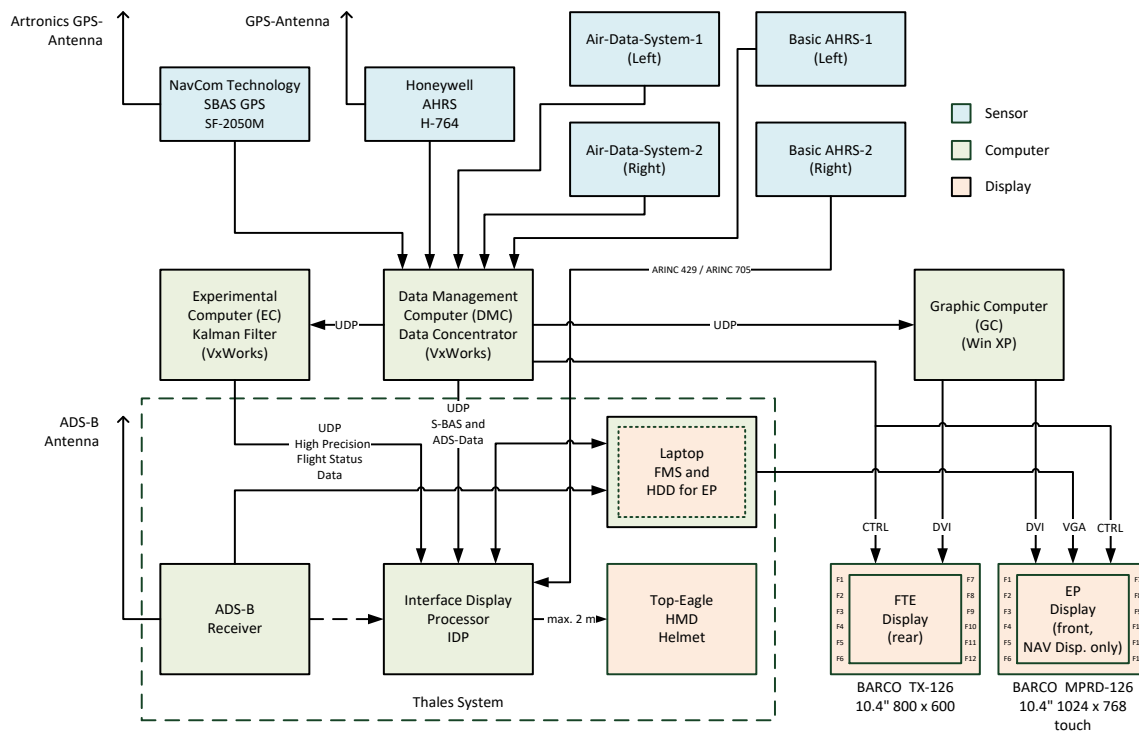 Artronics GPS-
Antenna
GPS-Antenna
NavCom Technology
SBAS GPS
SF-2050M
Honeywell
AHRS
H-764
Air-Data-System-1
(Left)
Basic AHRS-1
(Left)
Air-Data-System-2
(Right)
Basic AHRS-2
(Right)
Sensor
Computer
Display
ARINC 429 / ARINC 705
Experimental
Computer (EC)
Kalman Filter
(VxWorks)
UDP
Data Management
Computer (DMC)
Data Concentrator
(VxWorks)
UDP
Graphic Computer
(GC)
(Win XP)
ADS-B
Antenna
UDP
High Precision
Flight Status
Data
UDP
S-BAS and
ADS-Data
Laptop
FMS and
HDD for EP
CTRL
DVI
DVI
VGA
CTRL
ADS-B
Receiver
Interface Display
Processor
IDP
max. 2 m
Top-Eagle
HMD
Helmet
Thales System
F1
F2
F3
F4
F5
F6
FTE
Display
(rear)
F7
F8
F9
F10
F11
F12
BARCO TX-126
10.4" 800 x 600
F1
F2
F3
F4
F5
F6
EP
Display
(front,
NAV Disp. only)
BARCO MPRD-126
10.4" 1024 x 768
touch